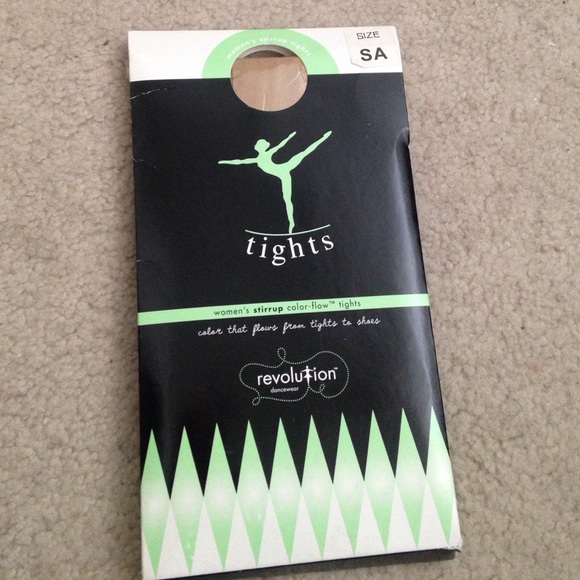 women's stirrup tights
SIZE
SA
tights
women's stirrup color-flow™ tights
color that flows from tights to shoes
revolution™
dancewear